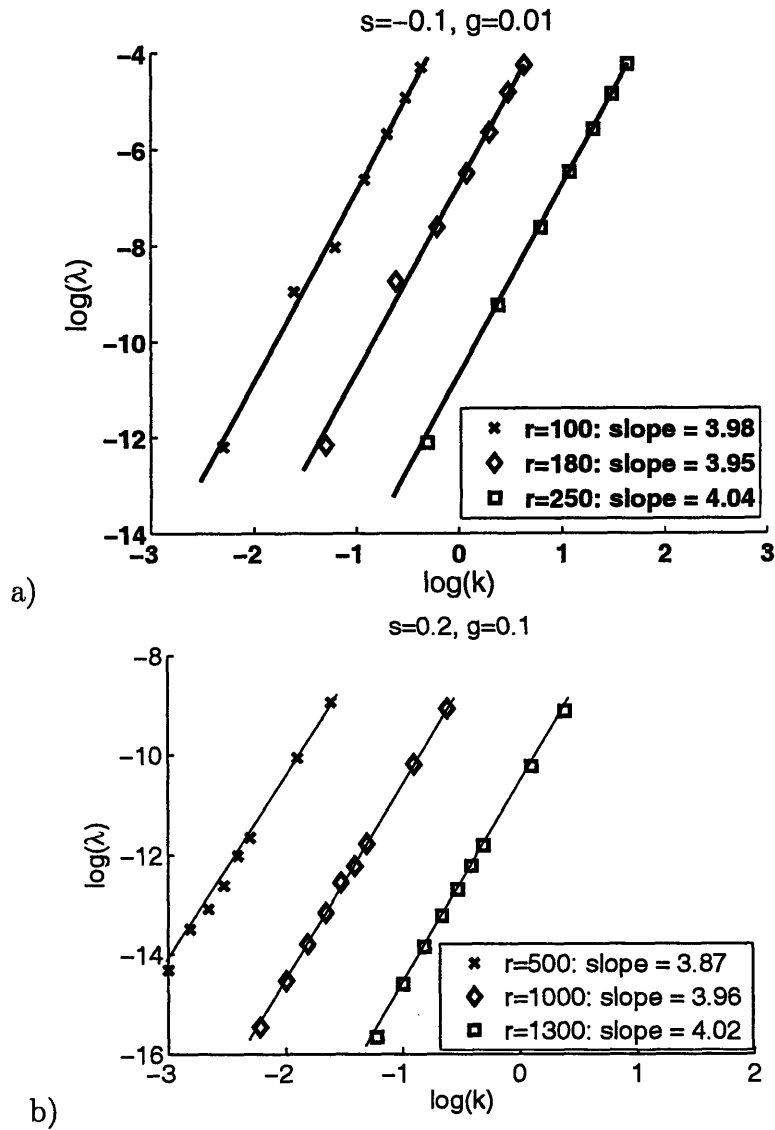 s=−0.1, g=0.01
−4
−6
−8
−10
−12
−14
log(λ)
r=100: slope = 3.98
r=180: slope = 3.95
r=250: slope = 4.04
−3 −2 −1 0 1 2 3
log(k)
a)
s=0.2, g=0.1
−8
−10
−12
−14
−16
log(λ)
r=500: slope = 3.87
r=1000: slope = 3.96
r=1300: slope = 4.02
−3 −2 −1 0 1 2
log(k)
b)